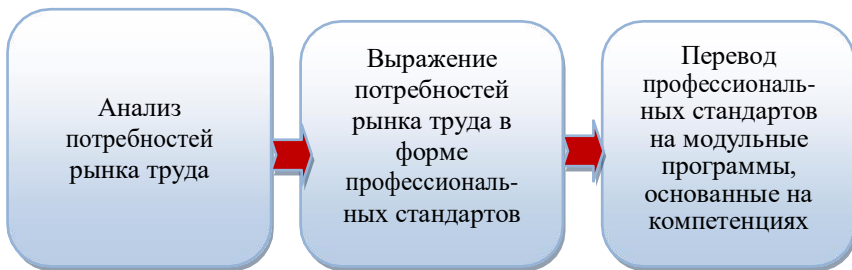 Анализ
потребностей
рынка труда
Выражение
потребностей
рынка труда в
форме
профессиональ-
ных стандартов
Перевод
профессиональ-
ных стандартов
на модульные
программы,
основанные на
компетенциях